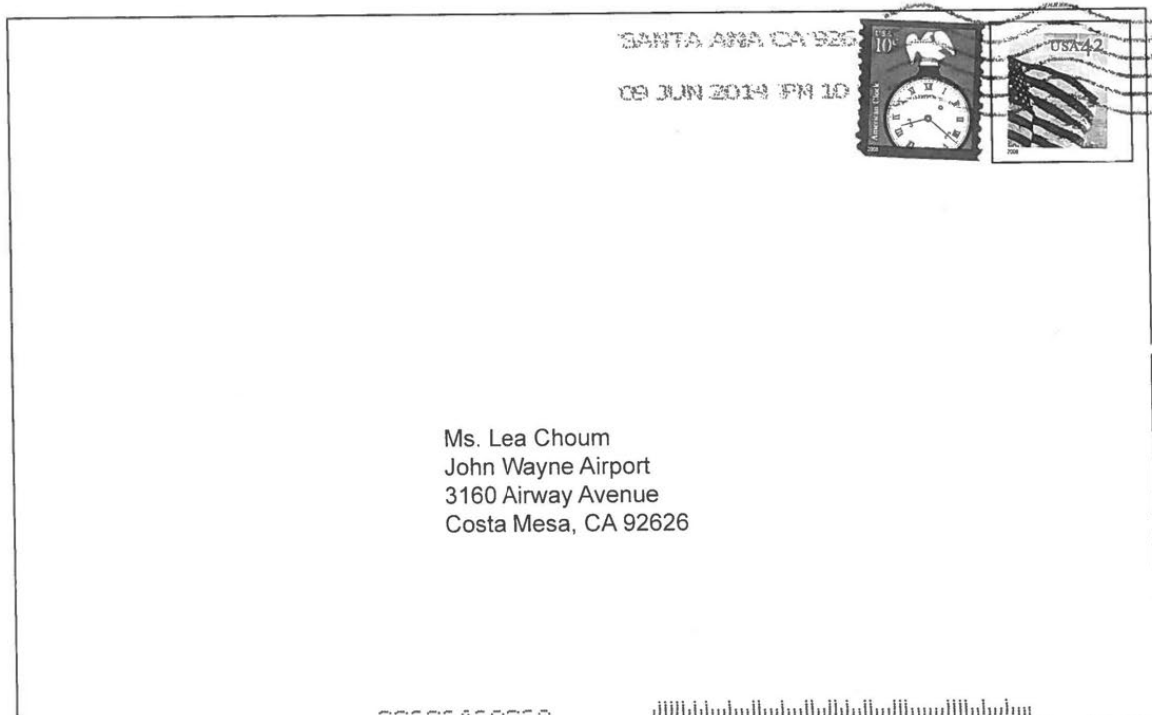 SANTA ANA CA 926
09 JUN 2014 PM 10
USA
10c
American Clock
2008
USA 42
2008
Ms. Lea Choum
John Wayne Airport
3160 Airway Avenue
Costa Mesa, CA 92626